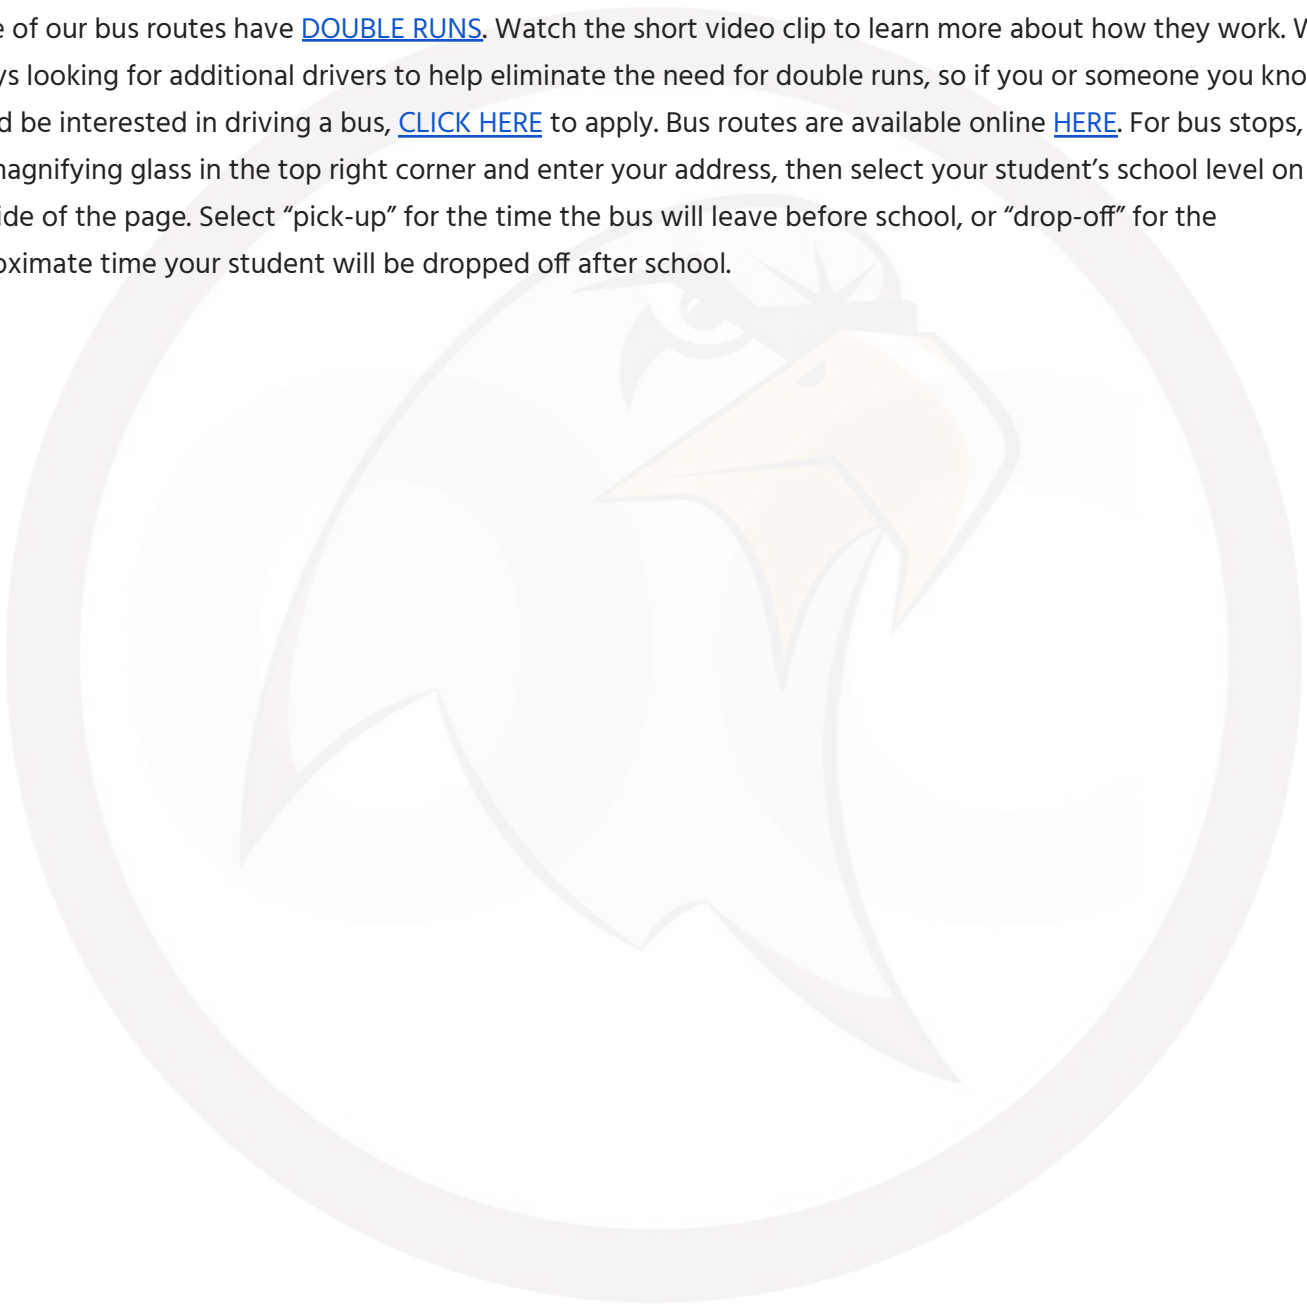 of our bus routes have DOUBLE RUNS. Watch the short video clip to learn more about how they work.
looking for additional drivers to help eliminate the need for double runs, so if you or someone you
be interested in driving a bus, CLICK HERE to apply. Bus routes are available online HERE. For bus stops,
magnifying glass in the top right corner and enter your address, then select your student’s school level on
of the page. Select “pick-up” for the time the bus will leave before school, or “drop-off” for the
time your student will be dropped off after school.
OC